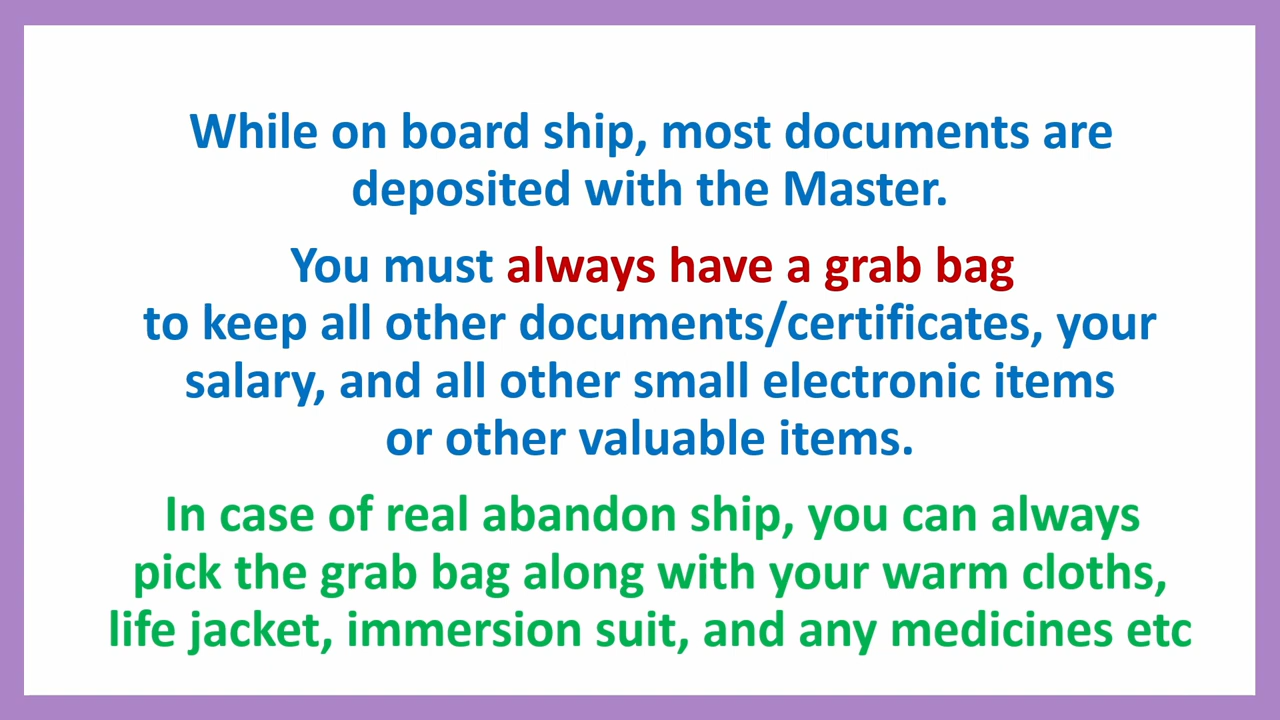 While on board ship, most documents are
deposited with the Master.
You must always have a grab bag
to keep all other documents/certificates, your
salary, and all other small electronic items
or other valuable items.
In case of real abandon ship, you can always
pick the grab bag along with your warm cloths,
life jacket, immersion suit, and any medicines etc